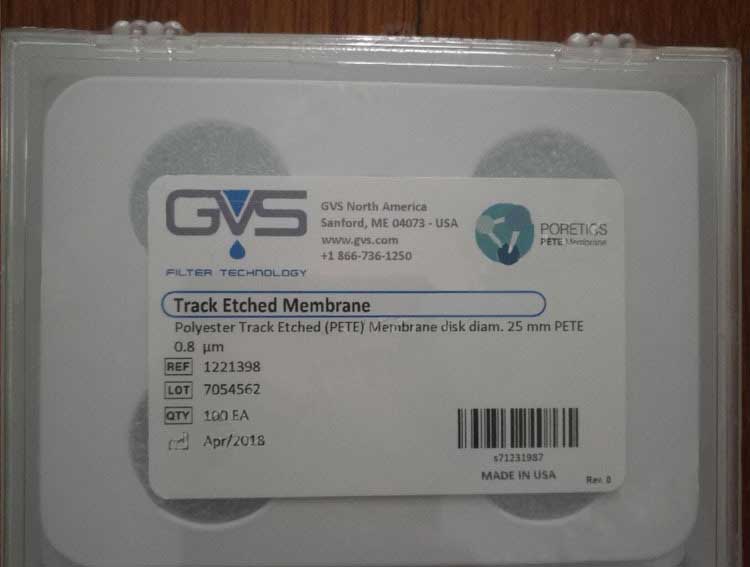 GVS
FILTER TECHNOLOGY
GVS North America
Sanford, ME 04073 - USA
www.gvs.com
+1 866-736-1250
PORETICS
PETE Membrane
Track Etched Membrane
Polyester Track Etched (PETE) Membrane disk diam. 25 mm PETE
0.8 µm
REF 1221398
LOT 7054562
QTY 100 EA
Apr/2018
s71231987
MADE IN USA
Rev. 0